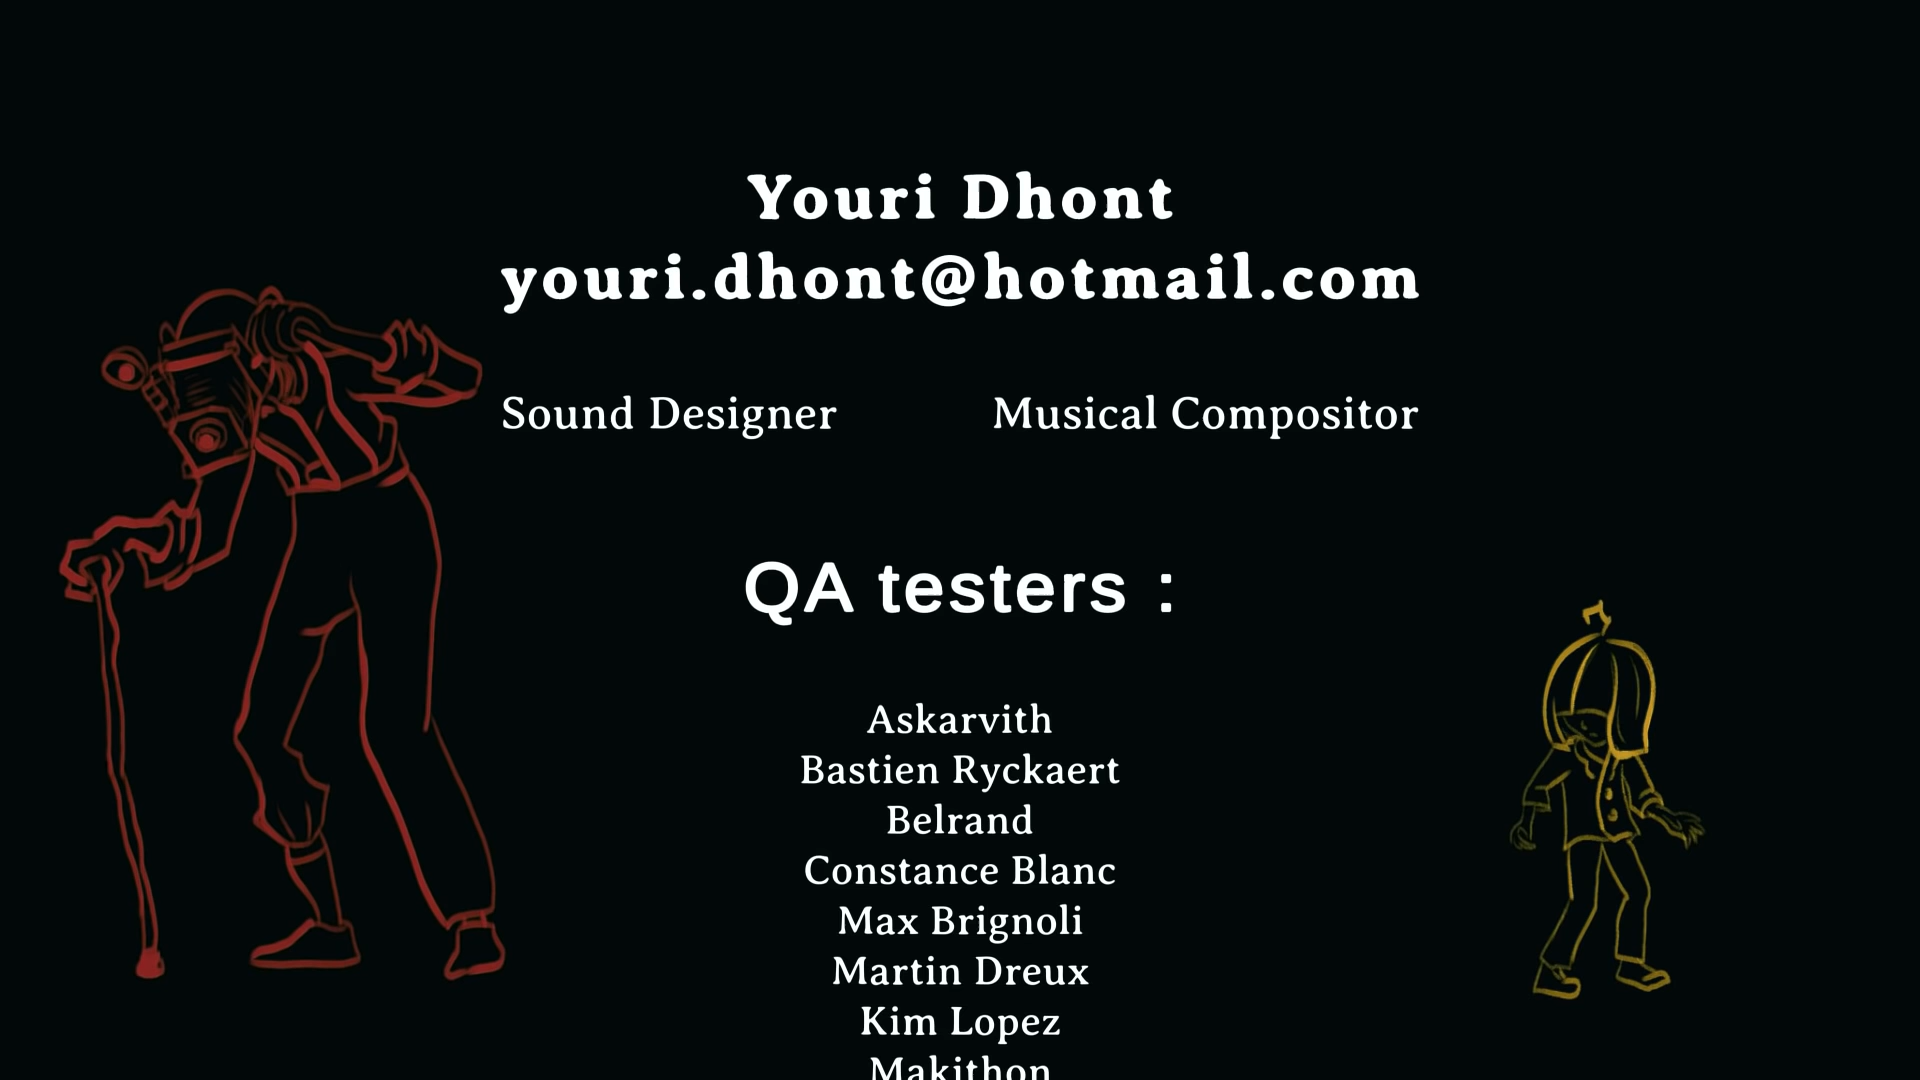 Youri Dhont
youri.dhont@hotmail.com
Sound Designer Musical Compositor
QA testers :
Askarvith
Bastien Ryckaert
Belrand
Constance Blanc
Max Brignoli
Martin Dreux
Kim Lopez
Makithon